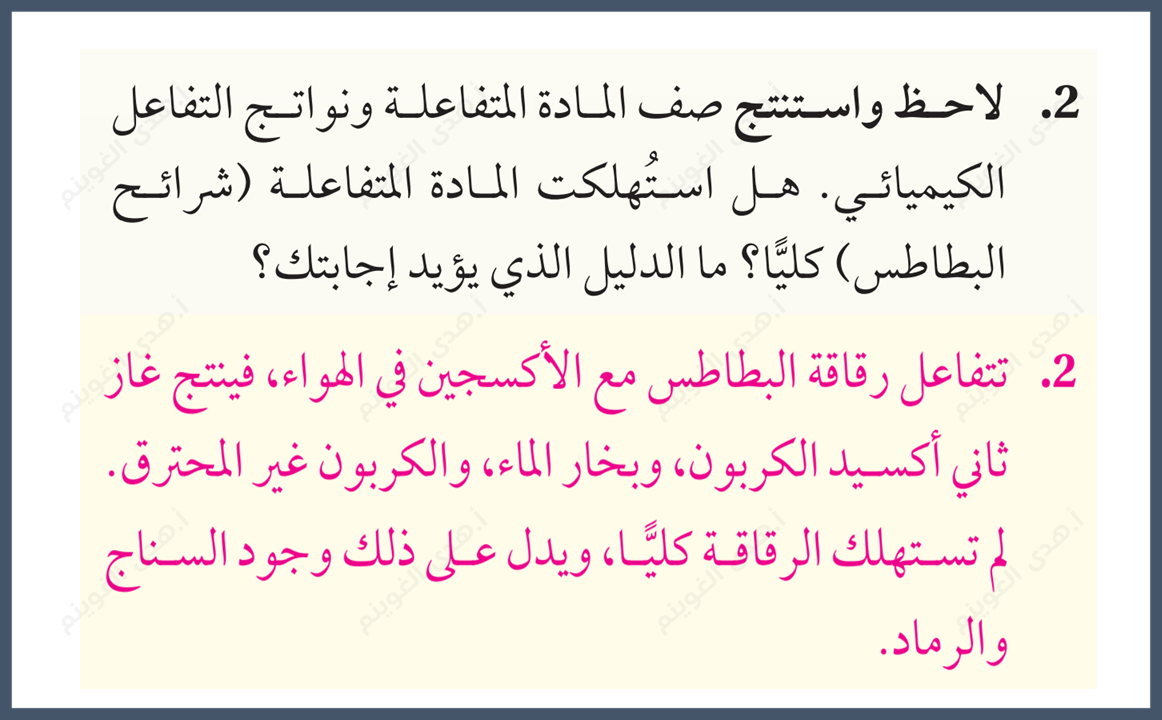 2. لاحظ واستنتج صف المادة المتفاعلة ونواتج التفاعل
الكيميائي. هل استُهلكت المادة المتفاعلة (شرائح
البطاطس) كليًّا؟ ما الدليل الذي يؤيد إجابتك؟
2. تتفاعل رقاقة البطاطس مع الأكسجين في الهواء، فينتج غاز
ثاني أكسيد الكربون، وبخار الماء، والكربون غير المحترق.
لم تستهلك الرقاقة كليًّا، ويدل على ذلك وجود السناج
والرماد.
أ.هدى الغوينم